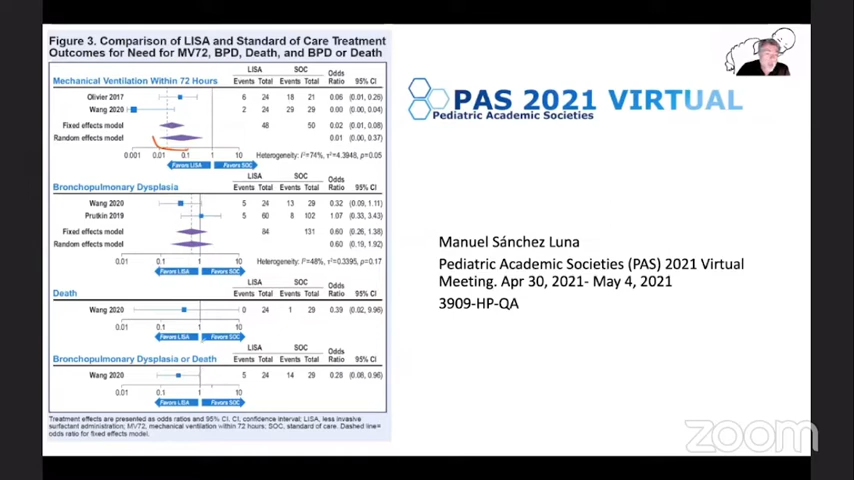 Figure 3. Comparison of LISA and Standard of Care Treatment
Outcomes for Need for MV72, BPD, Death, and BPD or Death
LISA SOC Odds
Mechanical Ventilation Within 72 Hours Events Total Events Total Ratio 95% CI
Olivier 2017 6 24 18 21 0.06 (0.01, 0.26)
Wang 2020 2 24 29 29 0.00 (0.00, 0.04)
Fixed effects model 48 50 0.02 (0.01, 0.08)
Random effects model 0.01 (0.00, 0.37)
0.001 0.01 0.1 1 10
Heterogeneity: I²=74%, τ²=4.3948, p=0.05
Favors LISA Favors SOC
LISA SOC Odds
Bronchopulmonary Dysplasia Events Total Events Total Ratio 95% CI
Wang 2020 5 24 13 29 0.32 (0.09, 1.11)
Prutkin 2019 5 60 8 102 1.07 (0.33, 3.43)
Fixed effects model 84 131 0.60 (0.26, 1.38)
Random effects model 0.60 (0.19, 1.92)
0.01 0.1 1 10
Heterogeneity: I²=48%, τ²=0.3395, p=0.17
Favors LISA Favors SOC
LISA SOC Odds
Death Events Total Events Total Ratio 95% CI
Wang 2020 0 24 1 29 0.39 (0.02, 9.96)
0.01 0.1 1 10
Favors LISA Favors SOC
LISA SOC Odds
Bronchopulmonary Dysplasia or Death Events Total Events Total Ratio 95% CI
Wang 2020 5 24 14 29 0.28 (0.08, 0.96)
0.01 0.1 1 10
Favors LISA Favors SOC
Treatment effects are presented as odds ratios and 95% CI. CI, confidence interval; LISA, less invasive
surfactant administration; MV72, mechanical ventilation within 72 hours; SOC, standard of care. Dashed line=
odds ratio for fixed effects model.
PAS 2021 VIRTUAL
Pediatric Academic Societies
Manuel Sánchez Luna
Pediatric Academic Societies (PAS) 2021 Virtual
Meeting. Apr 30, 2021- May 4, 2021
3909-HP-QA
zoom